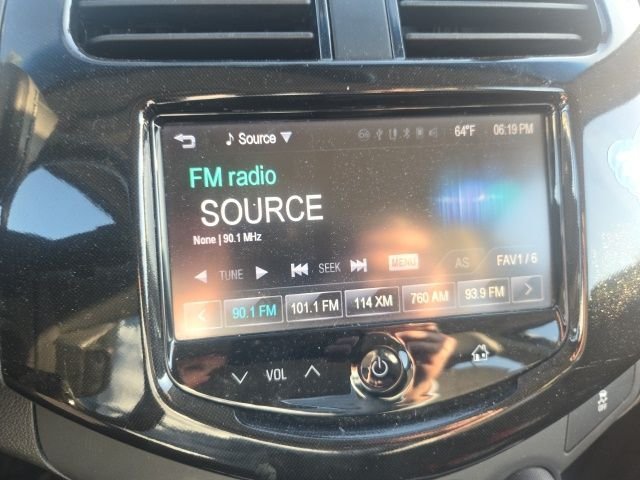 Source 64°F 06:19 PM
FM radio
SOURCE
None | 90.1 MHz
TUNE SEEK MENU AS FAV1 / 6
90.1 FM 101.1 FM 114 XM 760 AM 93.9 FM
VOL